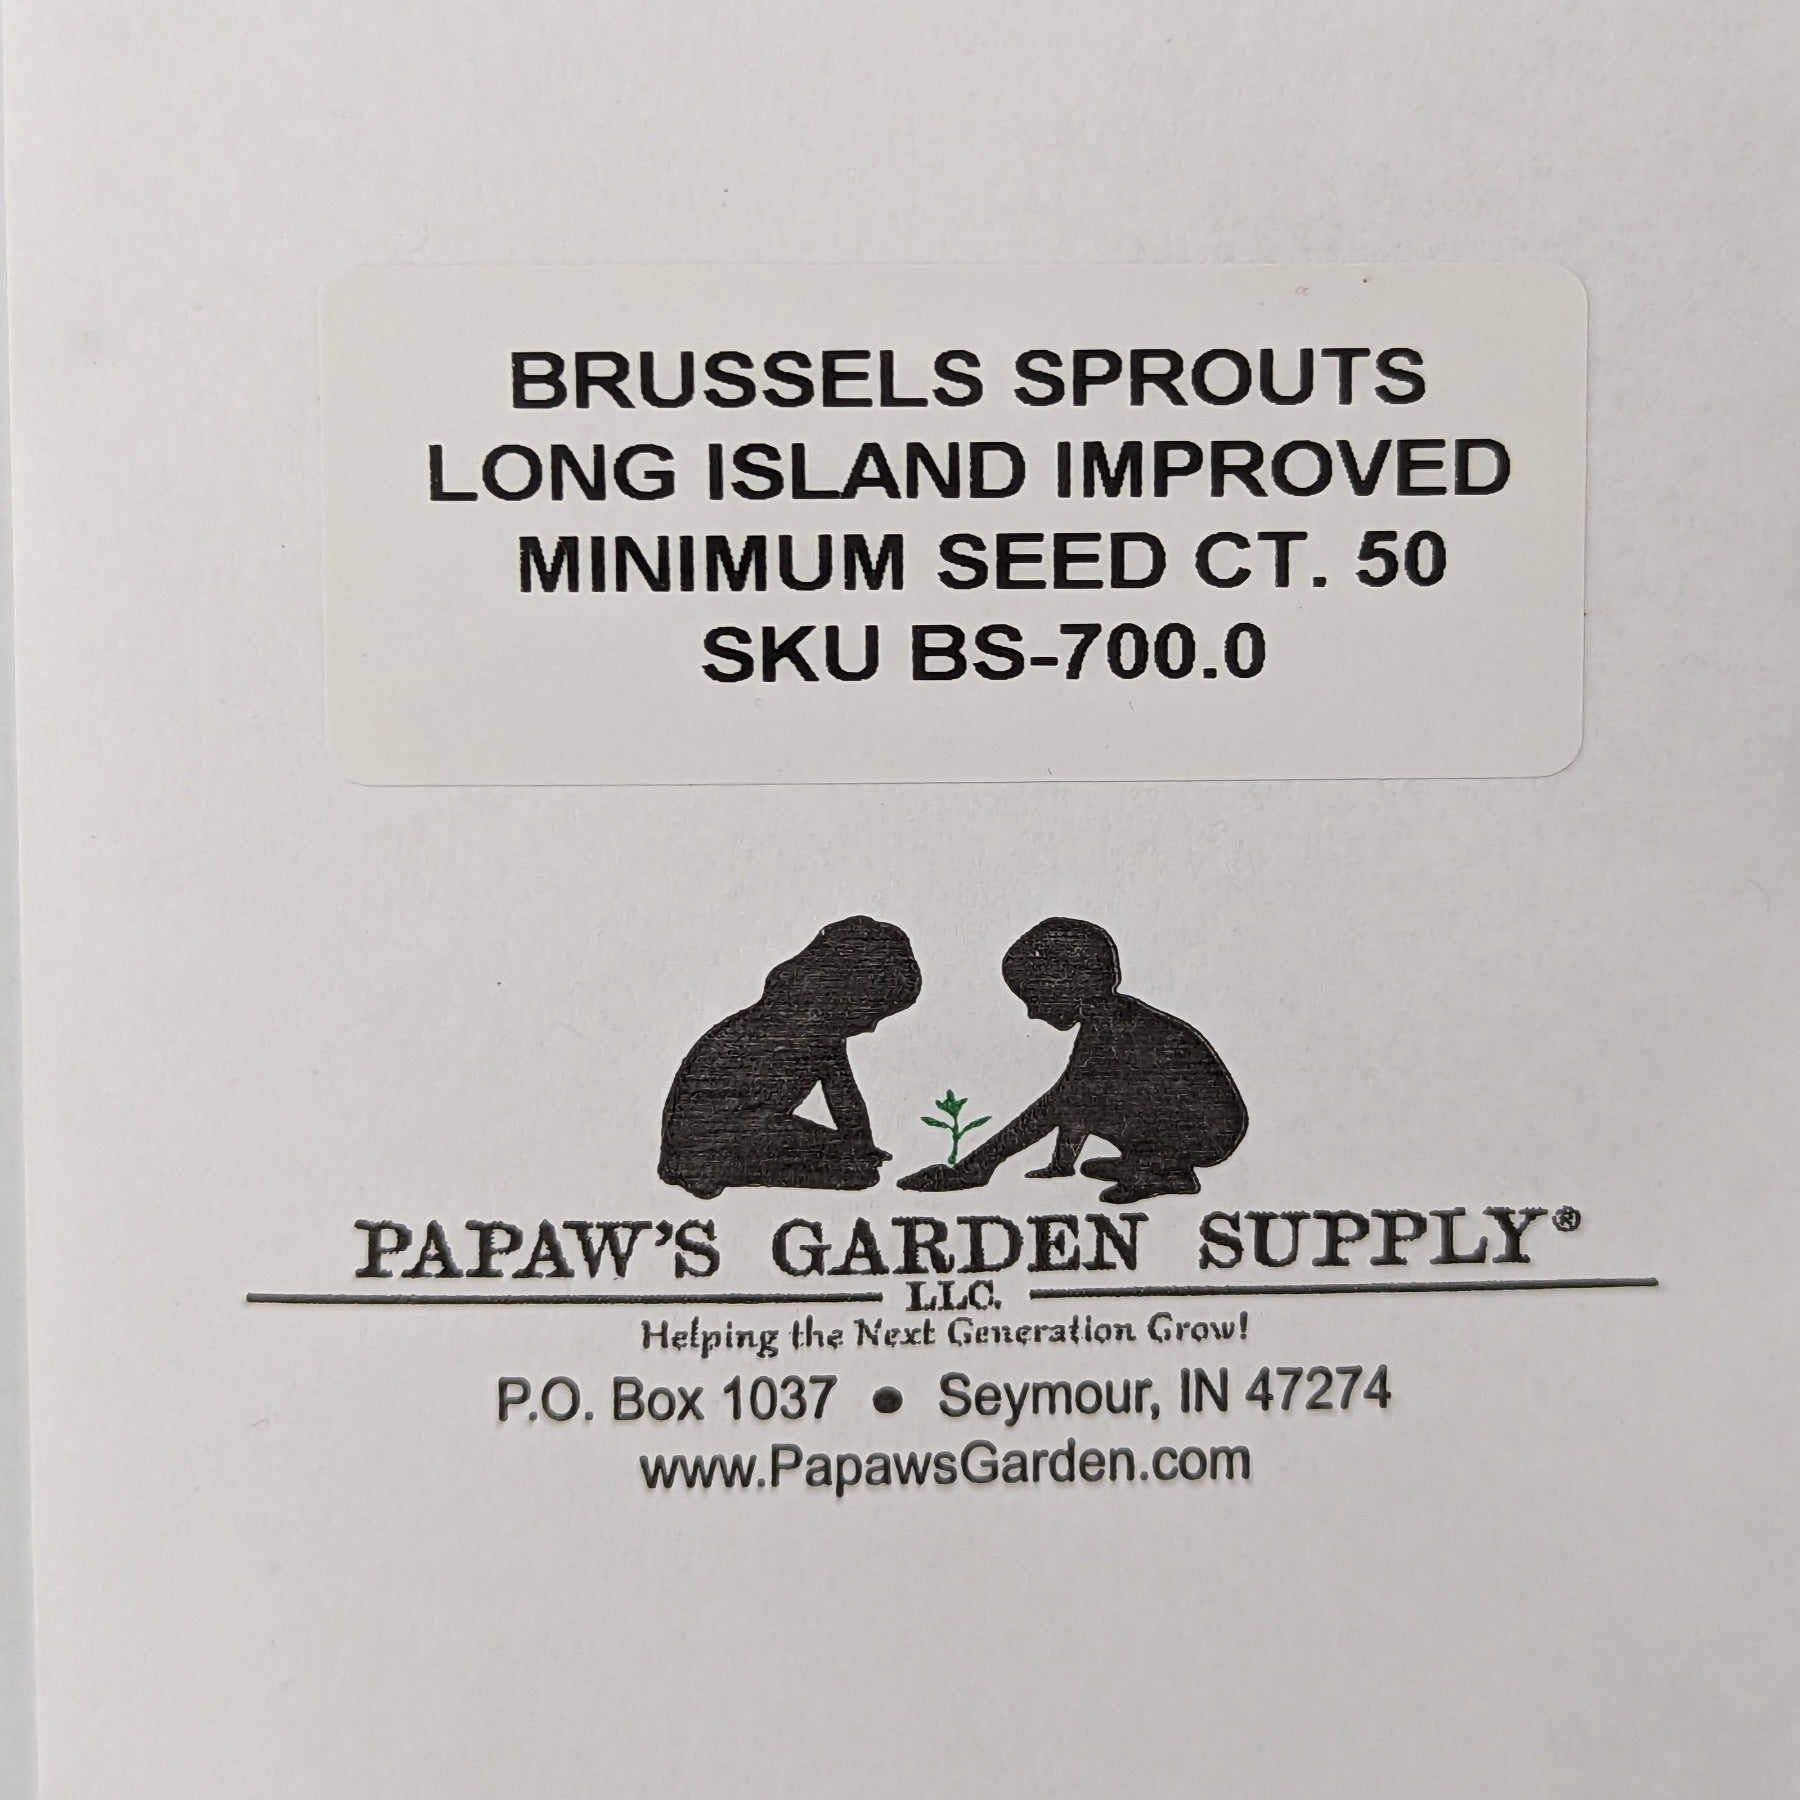 BRUSSELS SPROUTS
LONG ISLAND IMPROVED
MINIMUM SEED CT. 50
SKU BS-700.0
PAPAW'S GARDEN SUPPLY®
LLC.
Helping the Next Generation Grow!
P.O. Box 1037 • Seymour, IN 47274
www.PapawsGarden.com